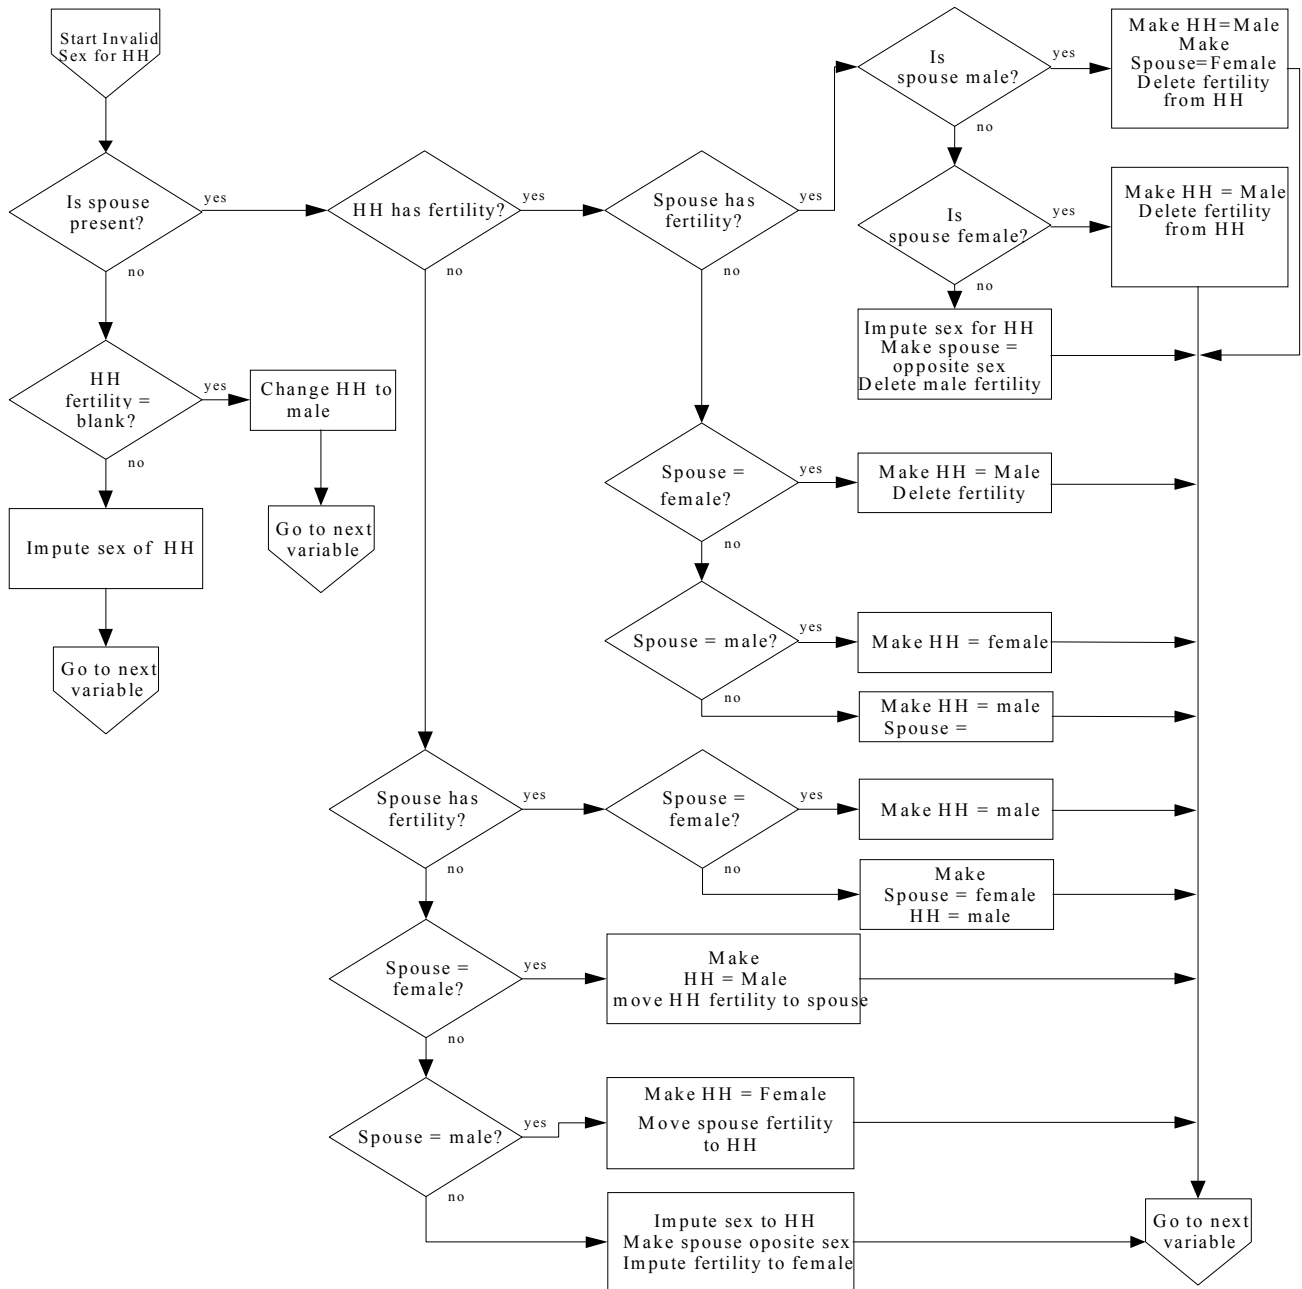 Start Invalid
Sex for HH
Is spouse
present?
yes
no
HH has fertility?
yes
no
Spouse has
fertility?
yes
no
Is
spouse male?
yes
no
Make HH=Male
Make
Spouse=Female
Delete fertility
from HH
Is
spouse female?
yes
no
Make HH = Male
Delete fertility
from HH
Impute sex for HH
Make spouse =
opposite sex
Delete male fertility
HH
fertility =
blank?
yes
no
Change HH to
male
Go to next
variable
Impute sex of HH
Go to next
variable
Spouse =
female?
yes
no
Make HH = Male
Delete fertility
Spouse = male?
yes
no
Make HH = female
Make HH = male
Spouse =
Spouse has
fertility?
yes
no
Spouse =
female?
yes
no
Make HH = male
Make
Spouse = female
HH = male
Spouse =
female?
yes
no
Make
HH = Male
move HH fertility to spouse
Spouse = male?
yes
no
Make HH = Female
Move spouse fertility
to HH
Impute sex to HH
Make spouse oposite sex
Impute fertility to female
Go to next
variable